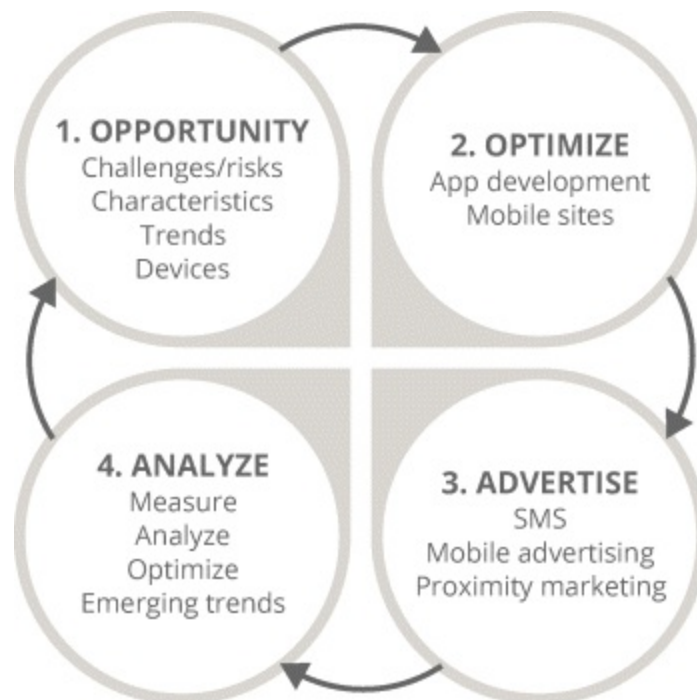 1. OPPORTUNITY
Challenges/risks
Characteristics
Trends
Devices
2. OPTIMIZE
App development
Mobile sites
3. ADVERTISE
SMS
Mobile advertising
Proximity marketing
4. ANALYZE
Measure
Analyze
Optimize
Emerging trends